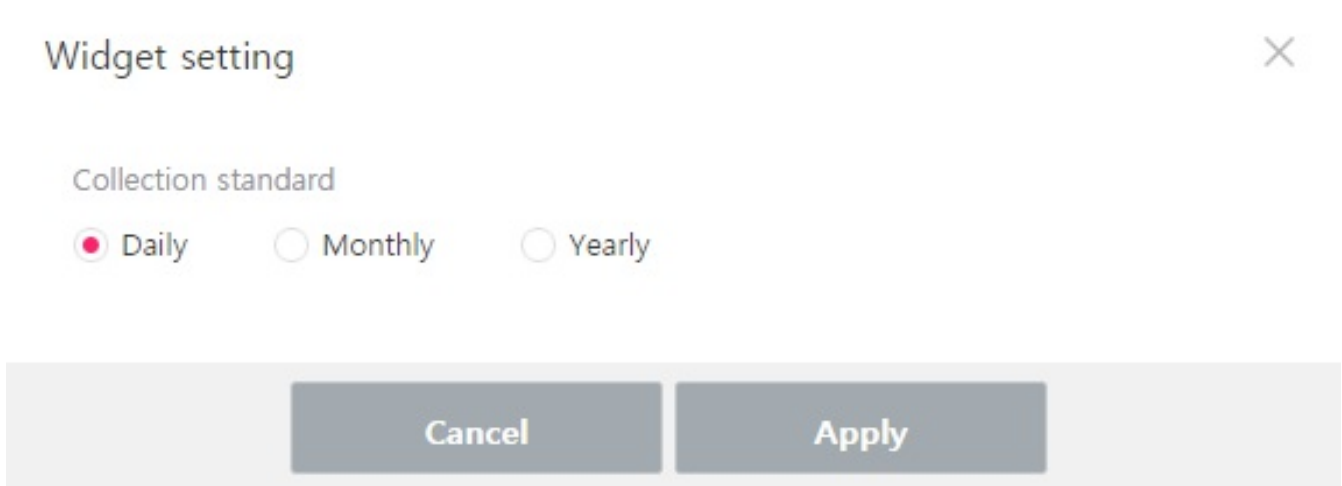 Widget setting
Collection standard
Daily Monthly Yearly
Cancel Apply